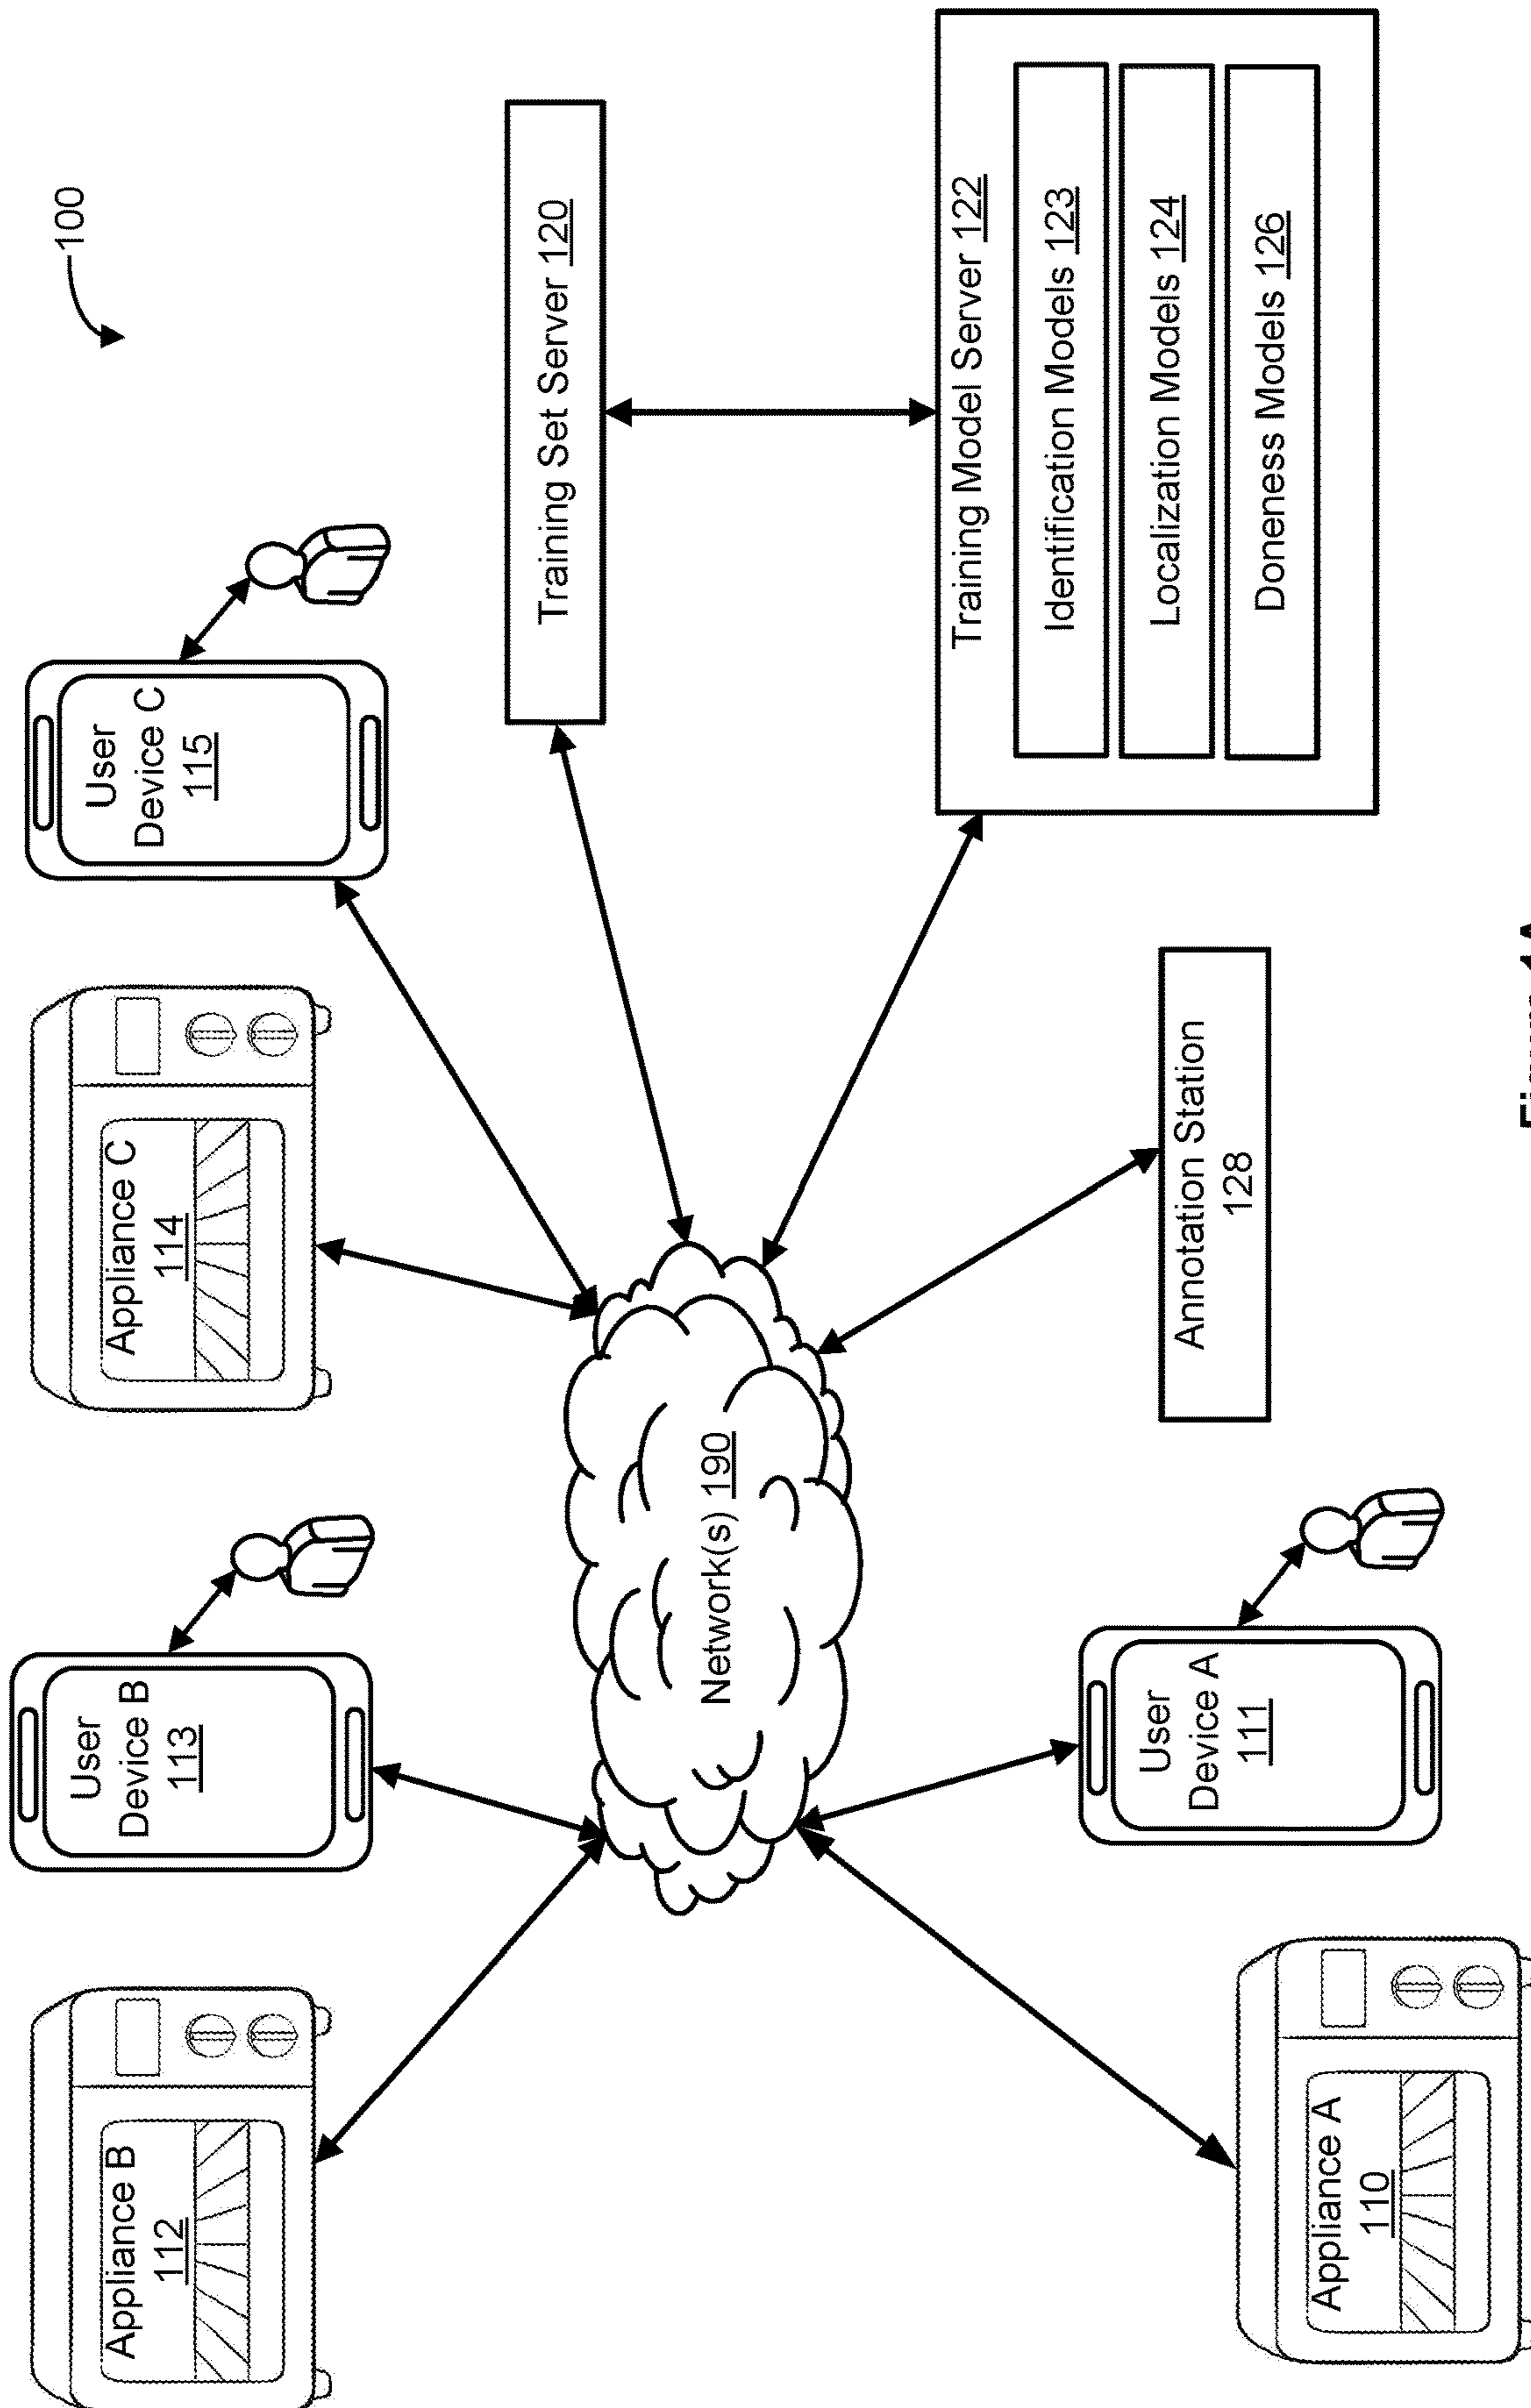 100
Appliance B
112
User
Device B
113
Appliance C
114
User
Device C
115
Training Set Server 120
Network(s) 190
Training Model Server 122
Identification Models 123
Localization Models 124
Doneness Models 126
User
Device A
111
Annotation Station
128
Appliance A
110
Figure 1A